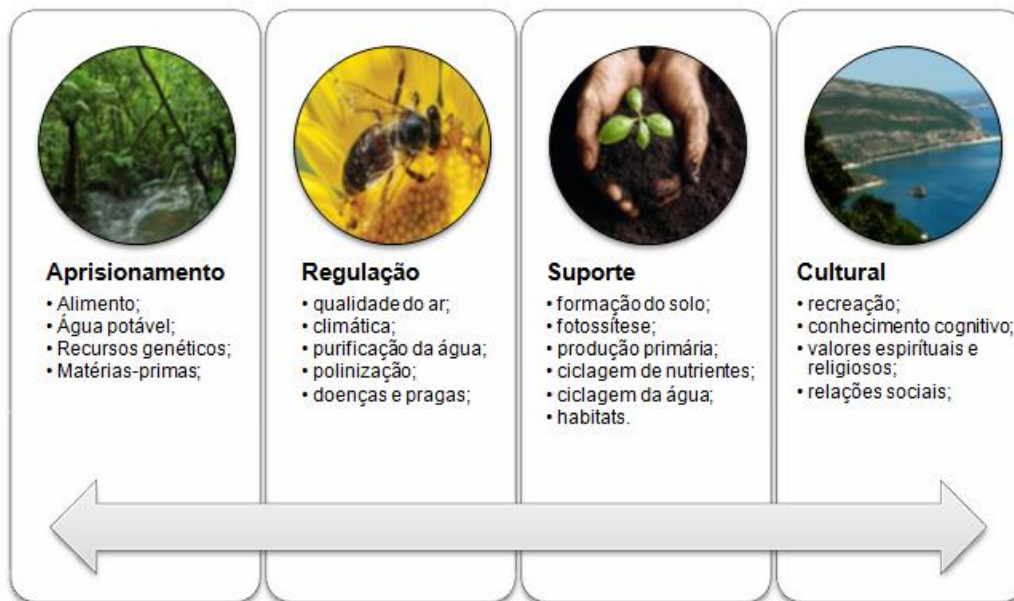 Aprisionamento
• Alimento;
• Água potável;
• Recursos genéticos;
• Matérias-primas;
Regulação
• qualidade do ar;
• climática;
• purificação da água;
• polinização;
• doenças e pragas;
Suporte
• formação do solo;
• fotossítese;
• produção primária;
• ciclagem de nutrientes;
• ciclagem da água;
• habitats.
Cultural
• recreação;
• conhecimento cognitivo;
• valores espirítuais e
religiosos;
• relações sociais;